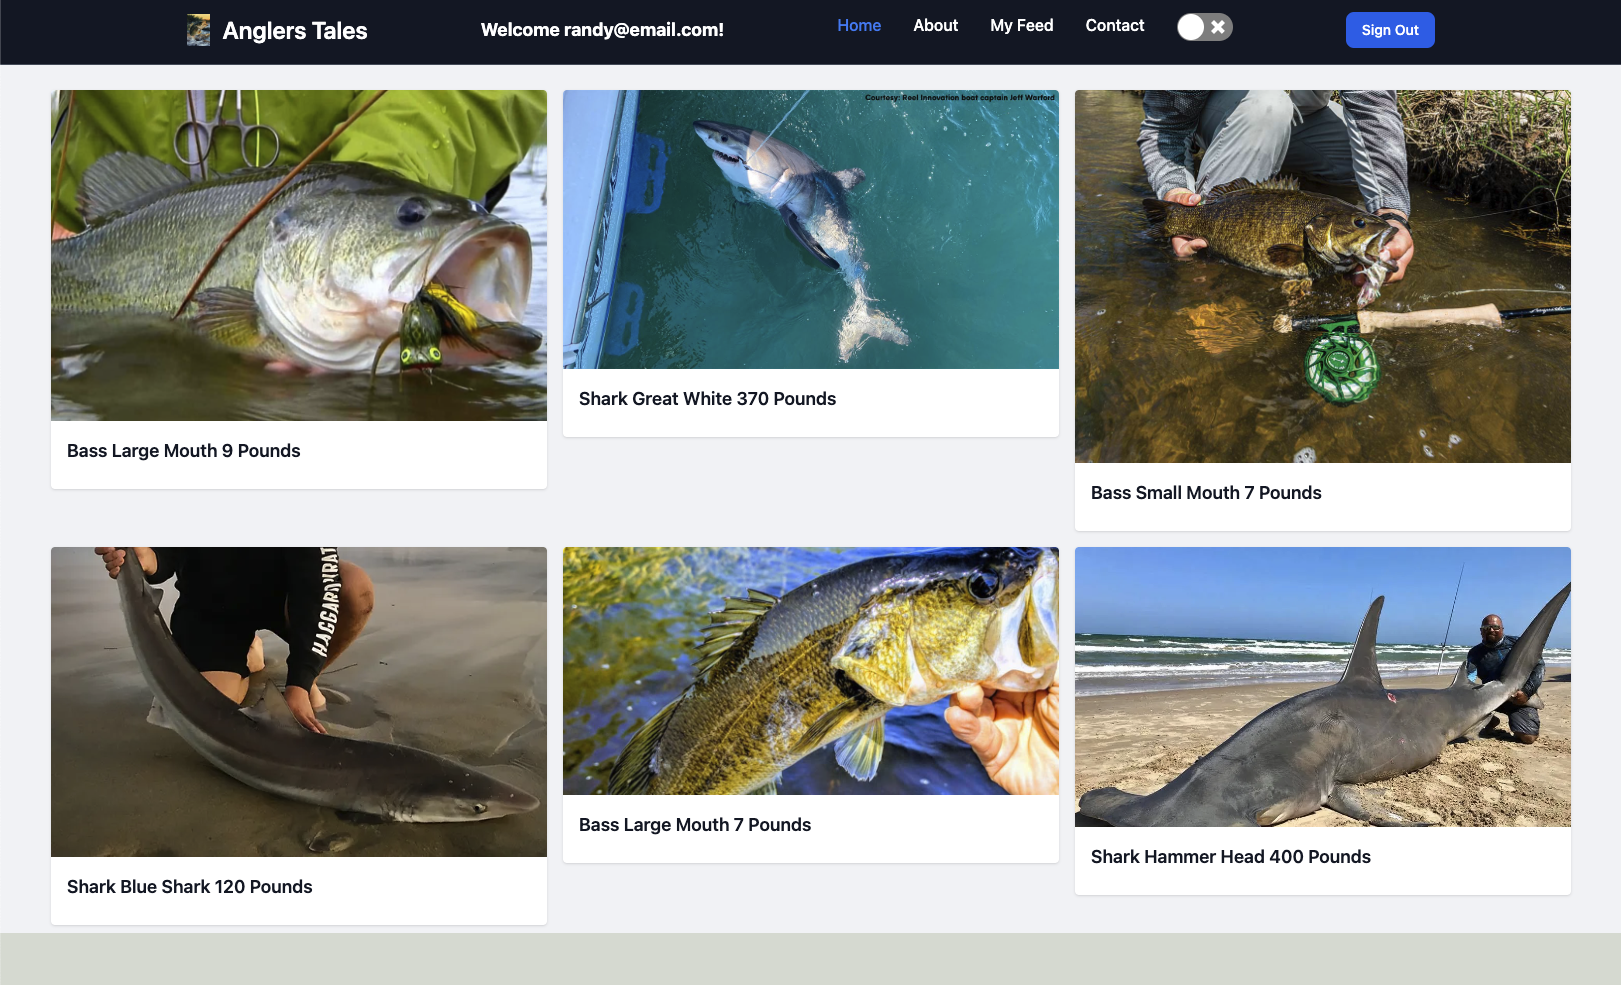 Anglers Tales
Welcome randy@email.com!
Home
About
My Feed
Contact
Sign Out
Courtesy: Reel Innovation boat captain Jeff Warford
Bass Large Mouth 9 Pounds
Shark Great White 370 Pounds
Bass Small Mouth 7 Pounds
HAGGARDPIRAT
Shark Blue Shark 120 Pounds
Bass Large Mouth 7 Pounds
Shark Hammer Head 400 Pounds